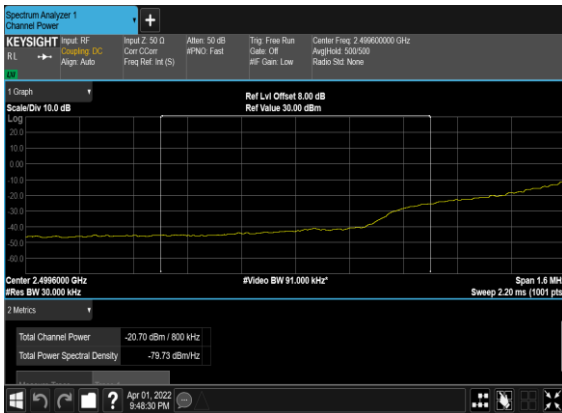 Spectrum Analyzer 1
Channel Power
KEYSIGHT Input: RF Input Z: 50 Ω Atten: 50 dB Trig: Free Run Center Freq: 2.499600000 GHz
RL Coupling: DC Corr CCorr #PNO: Fast Gate: Off Avg|Hold: 500/500
Align: Auto Freq Ref: Int (S) #IF Gain: Low Radio Std: None
LXI
1 Graph
Ref Lvl Offset 8.00 dB
Scale/Div 10.0 dB Ref Value 30.00 dBm
Log
20.0
10.0
0.00
-10.0
-20.0
-30.0
-40.0
-50.0
-60.0
Center 2.4996000 GHz #Video BW 91.000 kHz* Span 1.6 MH
#Res BW 30.000 kHz Sweep 2.20 ms (1001 pts
2 Metrics
Total Channel Power -20.70 dBm / 800 kHz
Total Power Spectral Density -79.73 dBm/Hz
?
Apr 01, 2022
9:48:30 PM